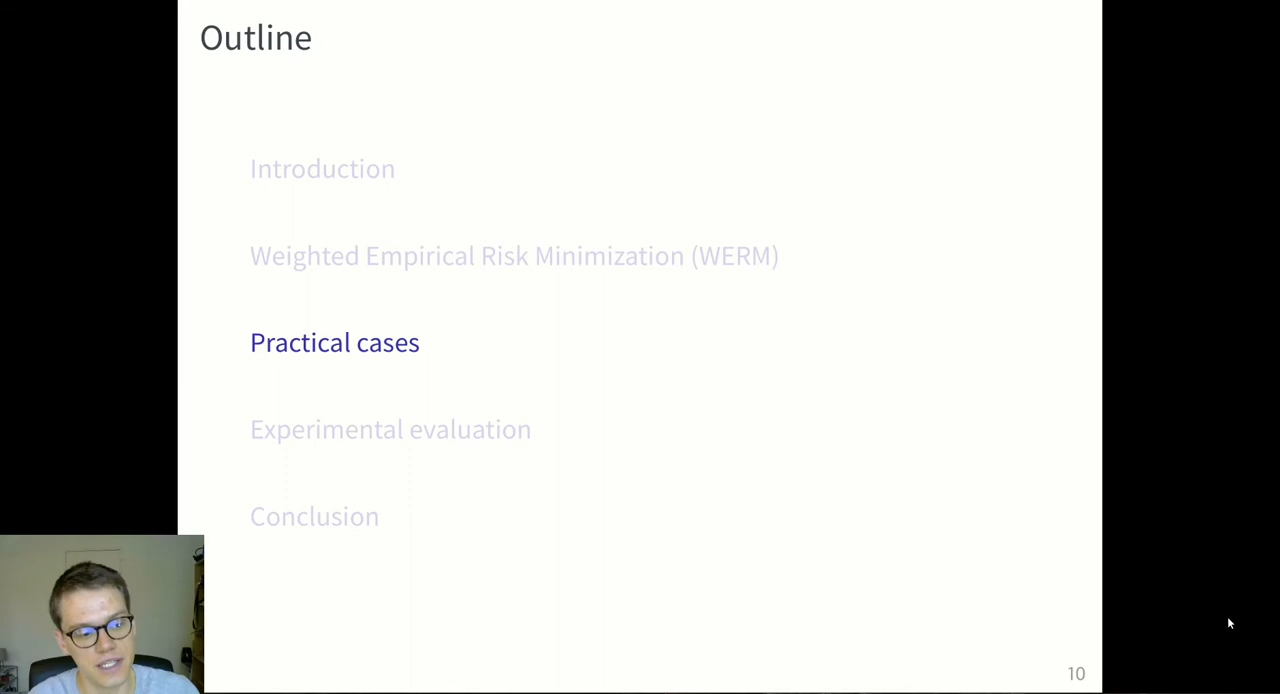 Outline
Introduction
Weighted Empirical Risk Minimization (WERM)
Practical cases
Experimental evaluation
Conclusion
10